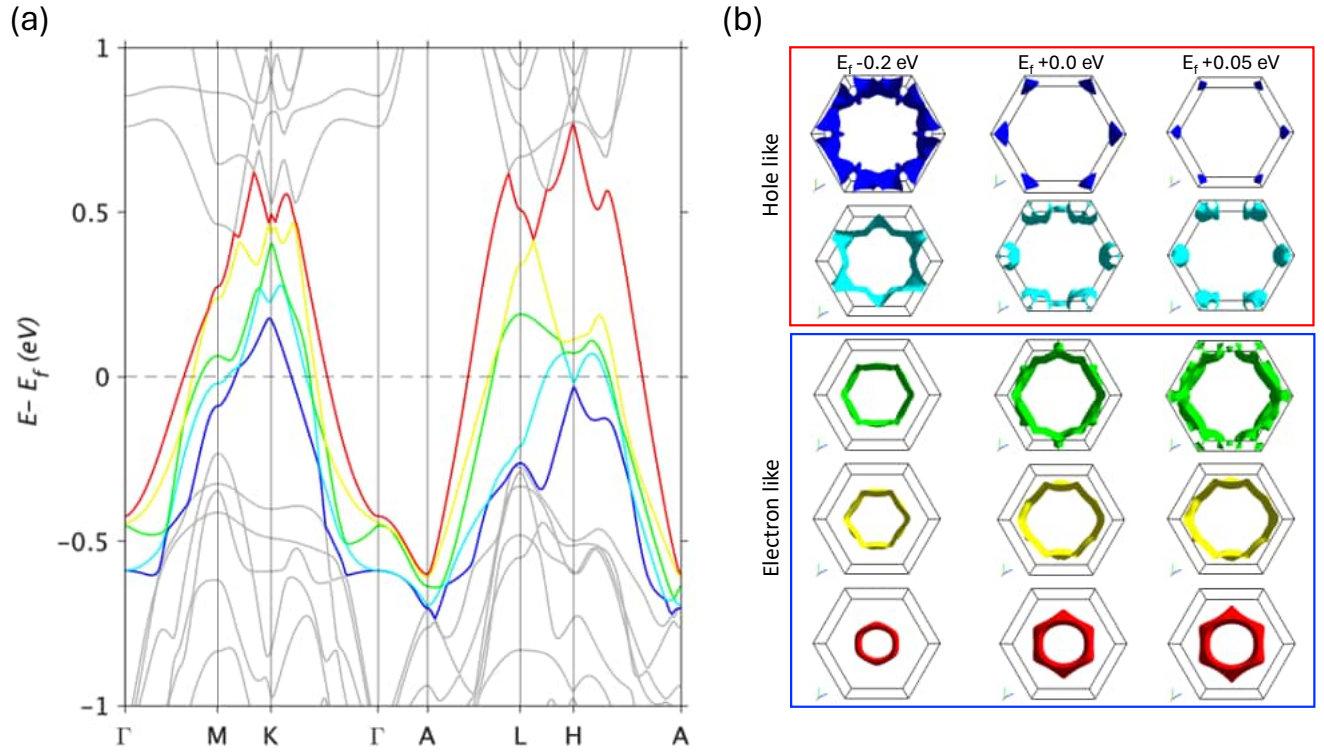 (a)
(b)
1
0.5
0
−0.5
−1
E− E_f (eV)
Γ M K Γ A L H A
E_f -0.2 eV E_f +0.0 eV E_f +0.05 eV
Hole like
Electron like